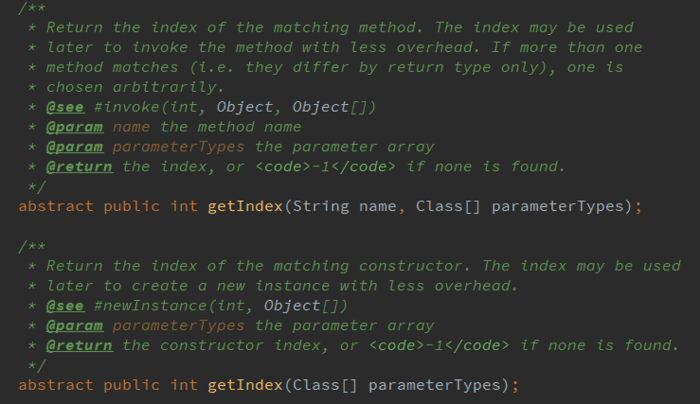 /**
 * Return the index of the matching method. The index may be used
 * later to invoke the method with less overhead. If more than one
 * method matches (i.e. they differ by return type only), one is
 * chosen arbitrarily.
 * @see #invoke(int, Object, Object[])
 * @param name the method name
 * @param parameterTypes the parameter array
 * @return the index, or <code>-1</code> if none is found.
 */
abstract public int getIndex(String name, Class[] parameterTypes);

/**
 * Return the index of the matching constructor. The index may be used
 * later to create a new instance with less overhead.
 * @see #newInstance(int, Object[])
 * @param parameterTypes the parameter array
 * @return the constructor index, or <code>-1</code> if none is found.
 */
abstract public int getIndex(Class[] parameterTypes);